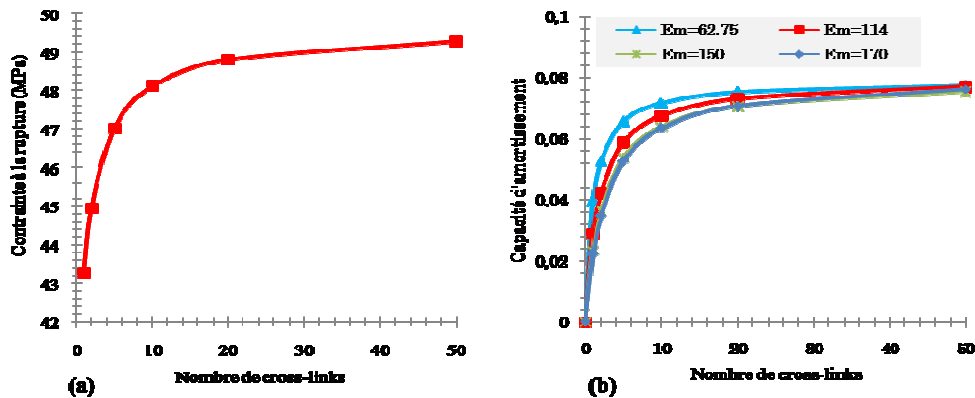 50
49
48
47
46
45
44
43
42
Contrainte à la rupture (MPa)
0 10 20 30 40 50
Nombre de cross-links
(a)
0,1
0,08
0,06
0,04
0,02
0
Capacité d'amortissement
Em=62.75 Em=114
Em=150 Em=170
0 10 20 30 40 50
Nombre de cross-links
(b)